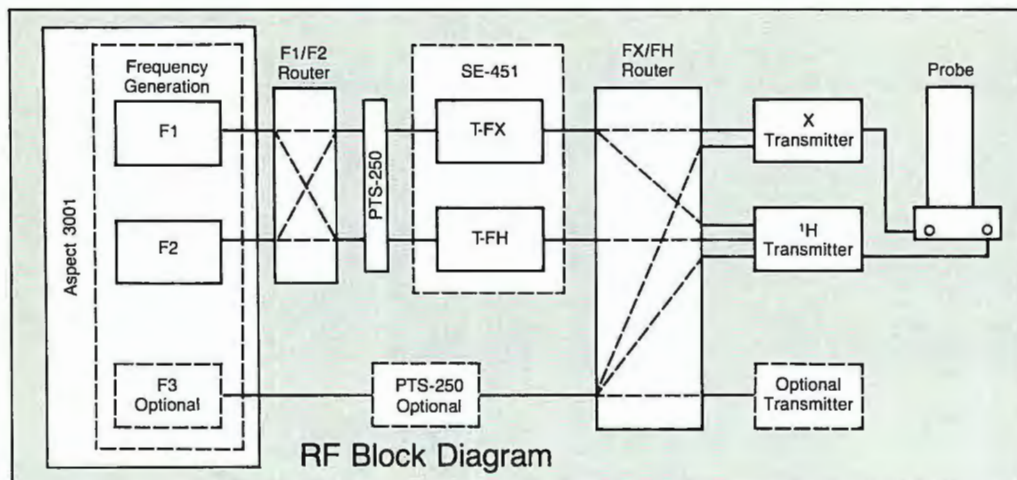 Aspect 3001
Frequency
Generation
F1
F2
F3
Optional
F1/F2
Router
PTS-250
SE-451
T-FX
T-FH
PTS-250
Optional
FX/FH
Router
X
Transmitter
¹H
Transmitter
Optional
Transmitter
Probe
RF Block Diagram